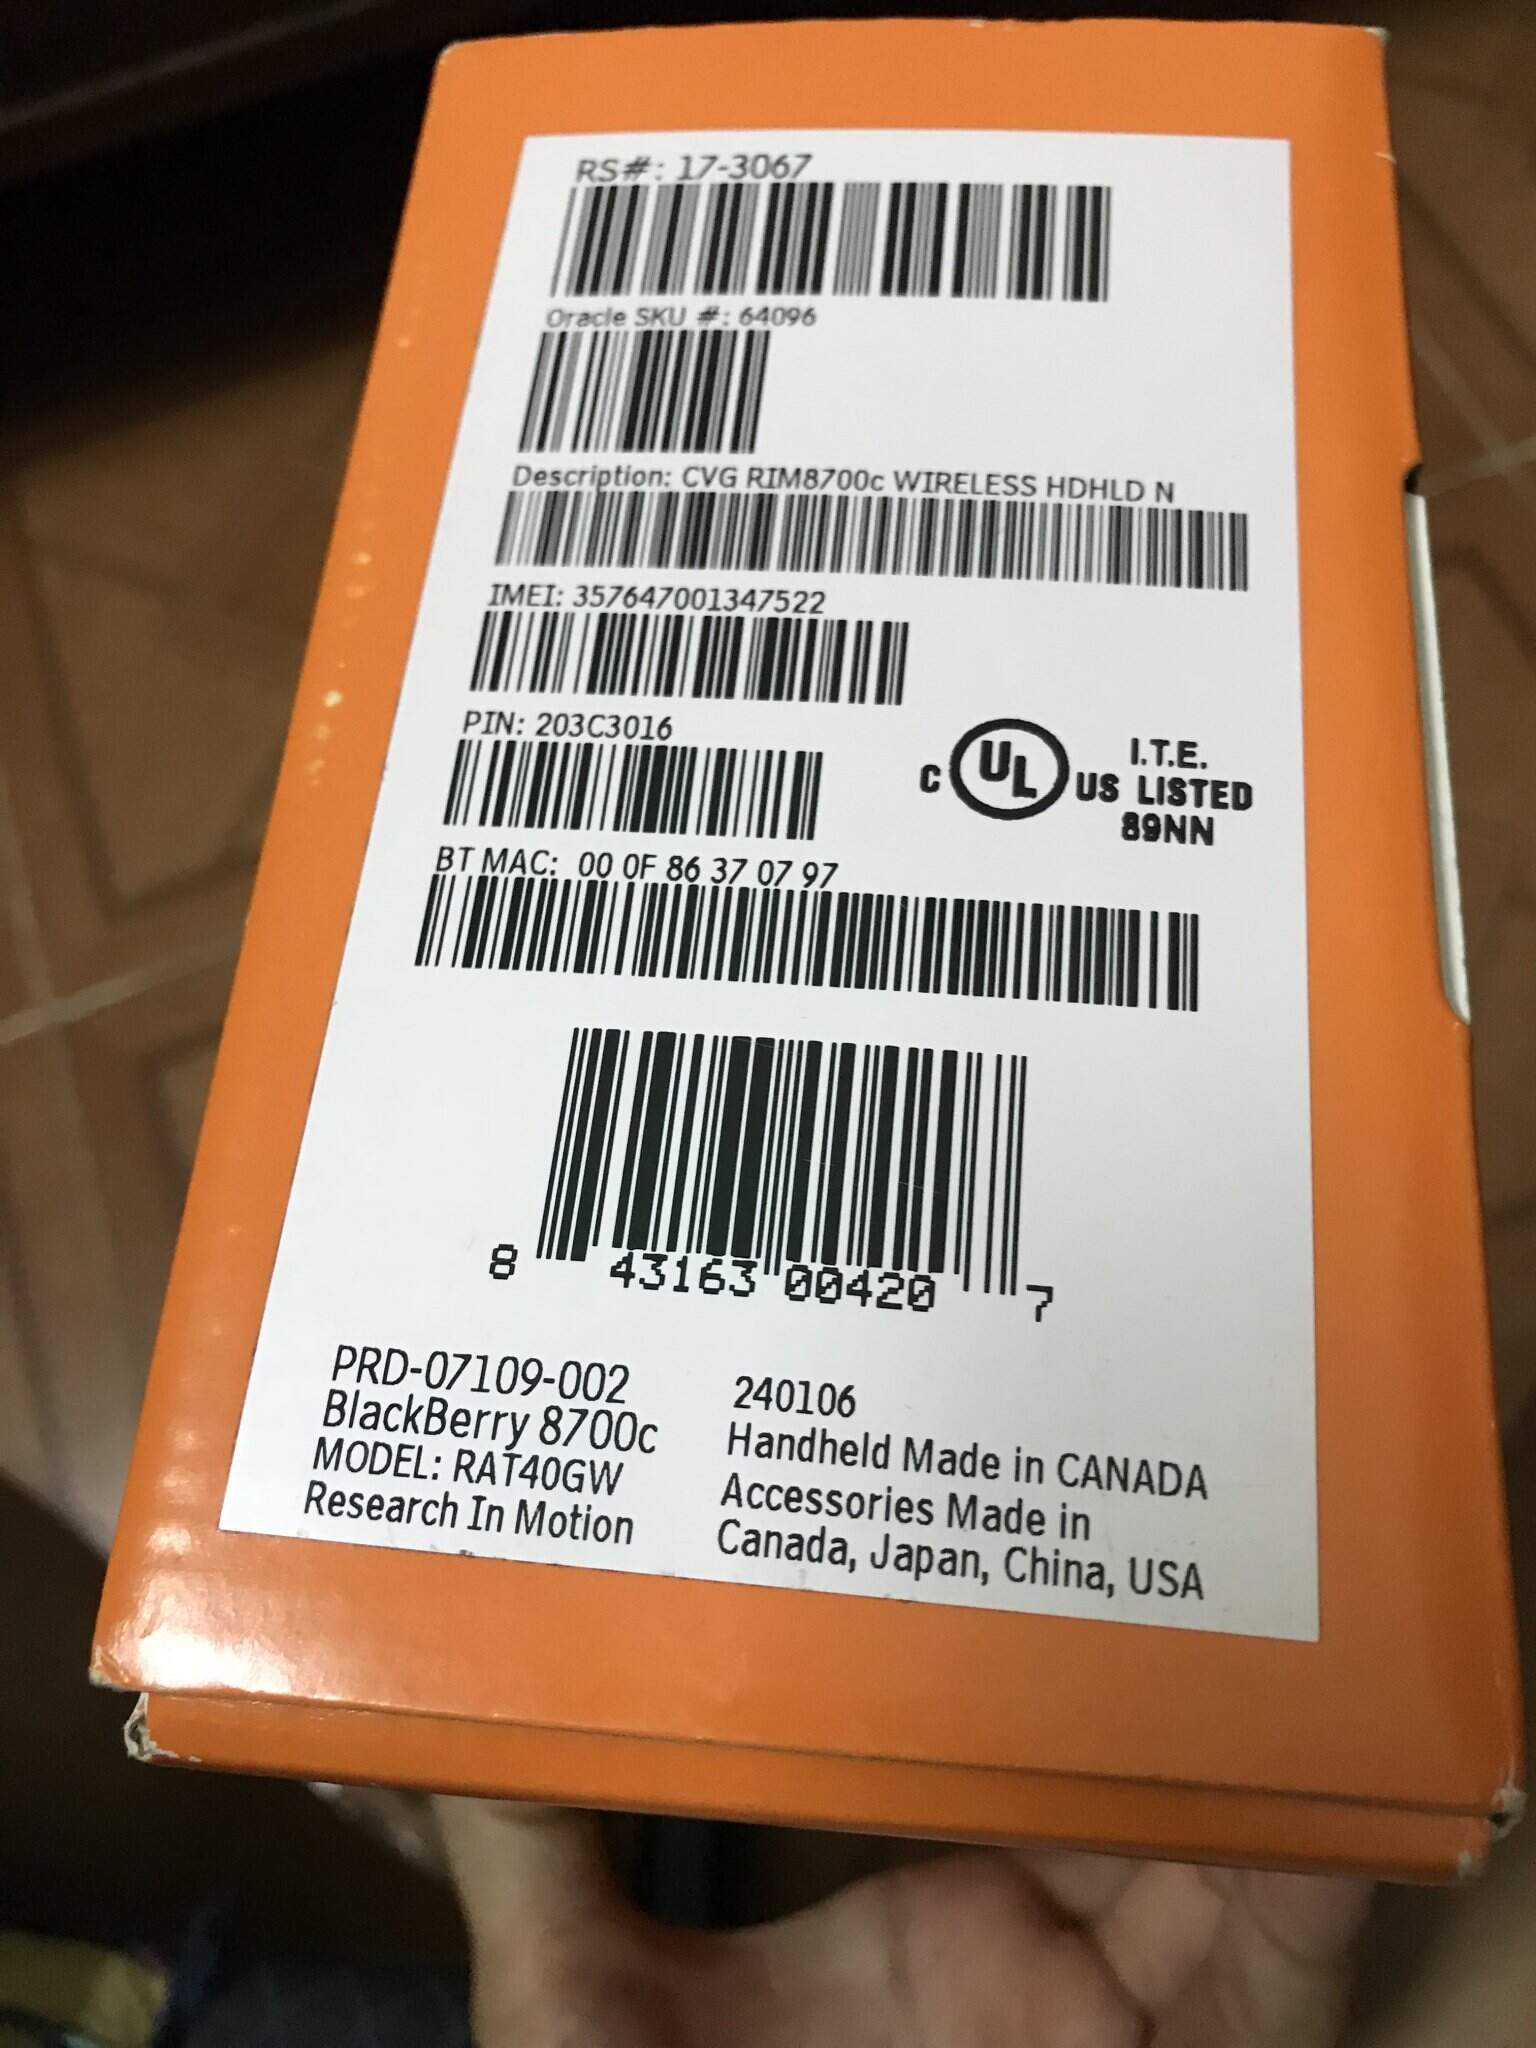 RS#: 17-3067
Oracle SKU #: 64096
Description: CVG RIM8700c WIRELESS HDHLD N
IMEI: 357647001347522
PIN: 203C3016
C UL US I.T.E.
LISTED
89NN
BT MAC: 00 0F 86 37 07 97
8 43163 00420 7
PRD-07109-002
BlackBerry 8700c
MODEL: RAT40GW
Research In Motion
240106
Handheld Made in CANADA
Accessories Made in
Canada, Japan, China, USA